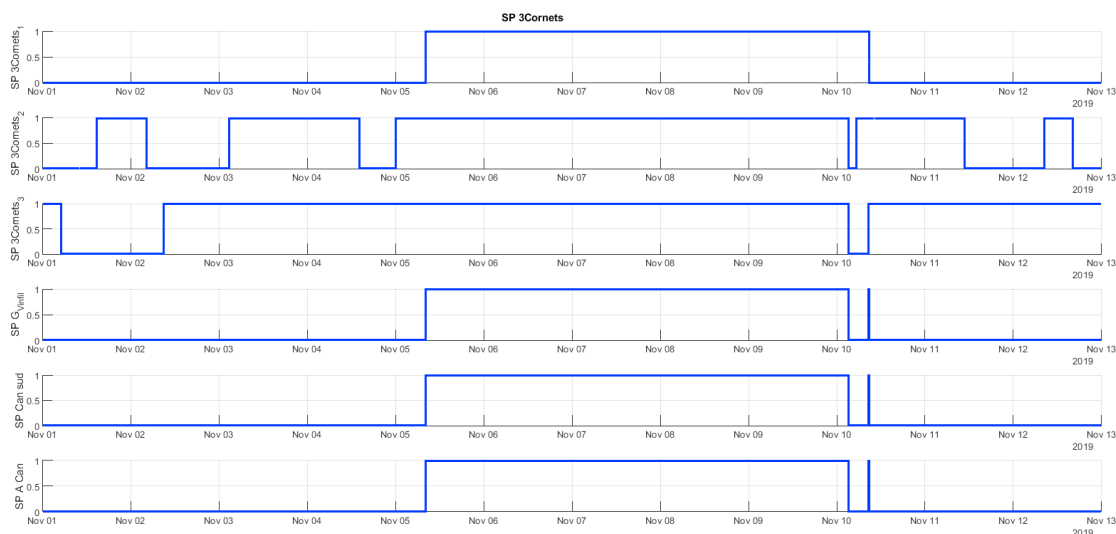 SP 3Cornets
SP 3Comets1
1
0.5
0
Nov 01 Nov 02 Nov 03 Nov 04 Nov 05 Nov 06 Nov 07 Nov 08 Nov 09 Nov 10 Nov 11 Nov 12 Nov 13
2019
SP 3Comets2
1
0.5
0
Nov 01 Nov 02 Nov 03 Nov 04 Nov 05 Nov 06 Nov 07 Nov 08 Nov 09 Nov 10 Nov 11 Nov 12 Nov 13
2019
SP 3Comets3
1
0.5
0
Nov 01 Nov 02 Nov 03 Nov 04 Nov 05 Nov 06 Nov 07 Nov 08 Nov 09 Nov 10 Nov 11 Nov 12 Nov 13
2019
SP GVinfil
1
0.5
0
Nov 01 Nov 02 Nov 03 Nov 04 Nov 05 Nov 06 Nov 07 Nov 08 Nov 09 Nov 10 Nov 11 Nov 12 Nov 13
2019
SP Can sud
1
0.5
0
Nov 01 Nov 02 Nov 03 Nov 04 Nov 05 Nov 06 Nov 07 Nov 08 Nov 09 Nov 10 Nov 11 Nov 12 Nov 13
2019
SP A Can
1
0.5
0
Nov 01 Nov 02 Nov 03 Nov 04 Nov 05 Nov 06 Nov 07 Nov 08 Nov 09 Nov 10 Nov 11 Nov 12 Nov 13
2019